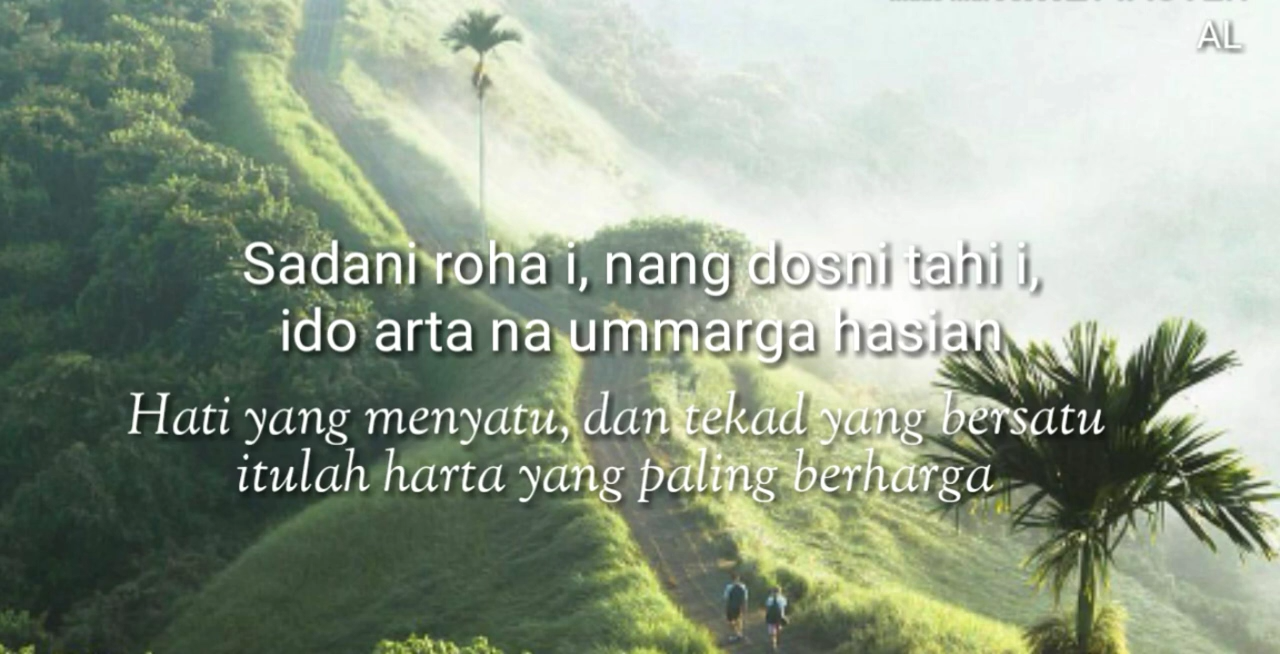 AL
Sadani roha i, nang dosni tahi i,
ido arta na ummarga hasian
Hati yang menyatu, dan tekad yang bersatu
itulah harta yang paling berharga